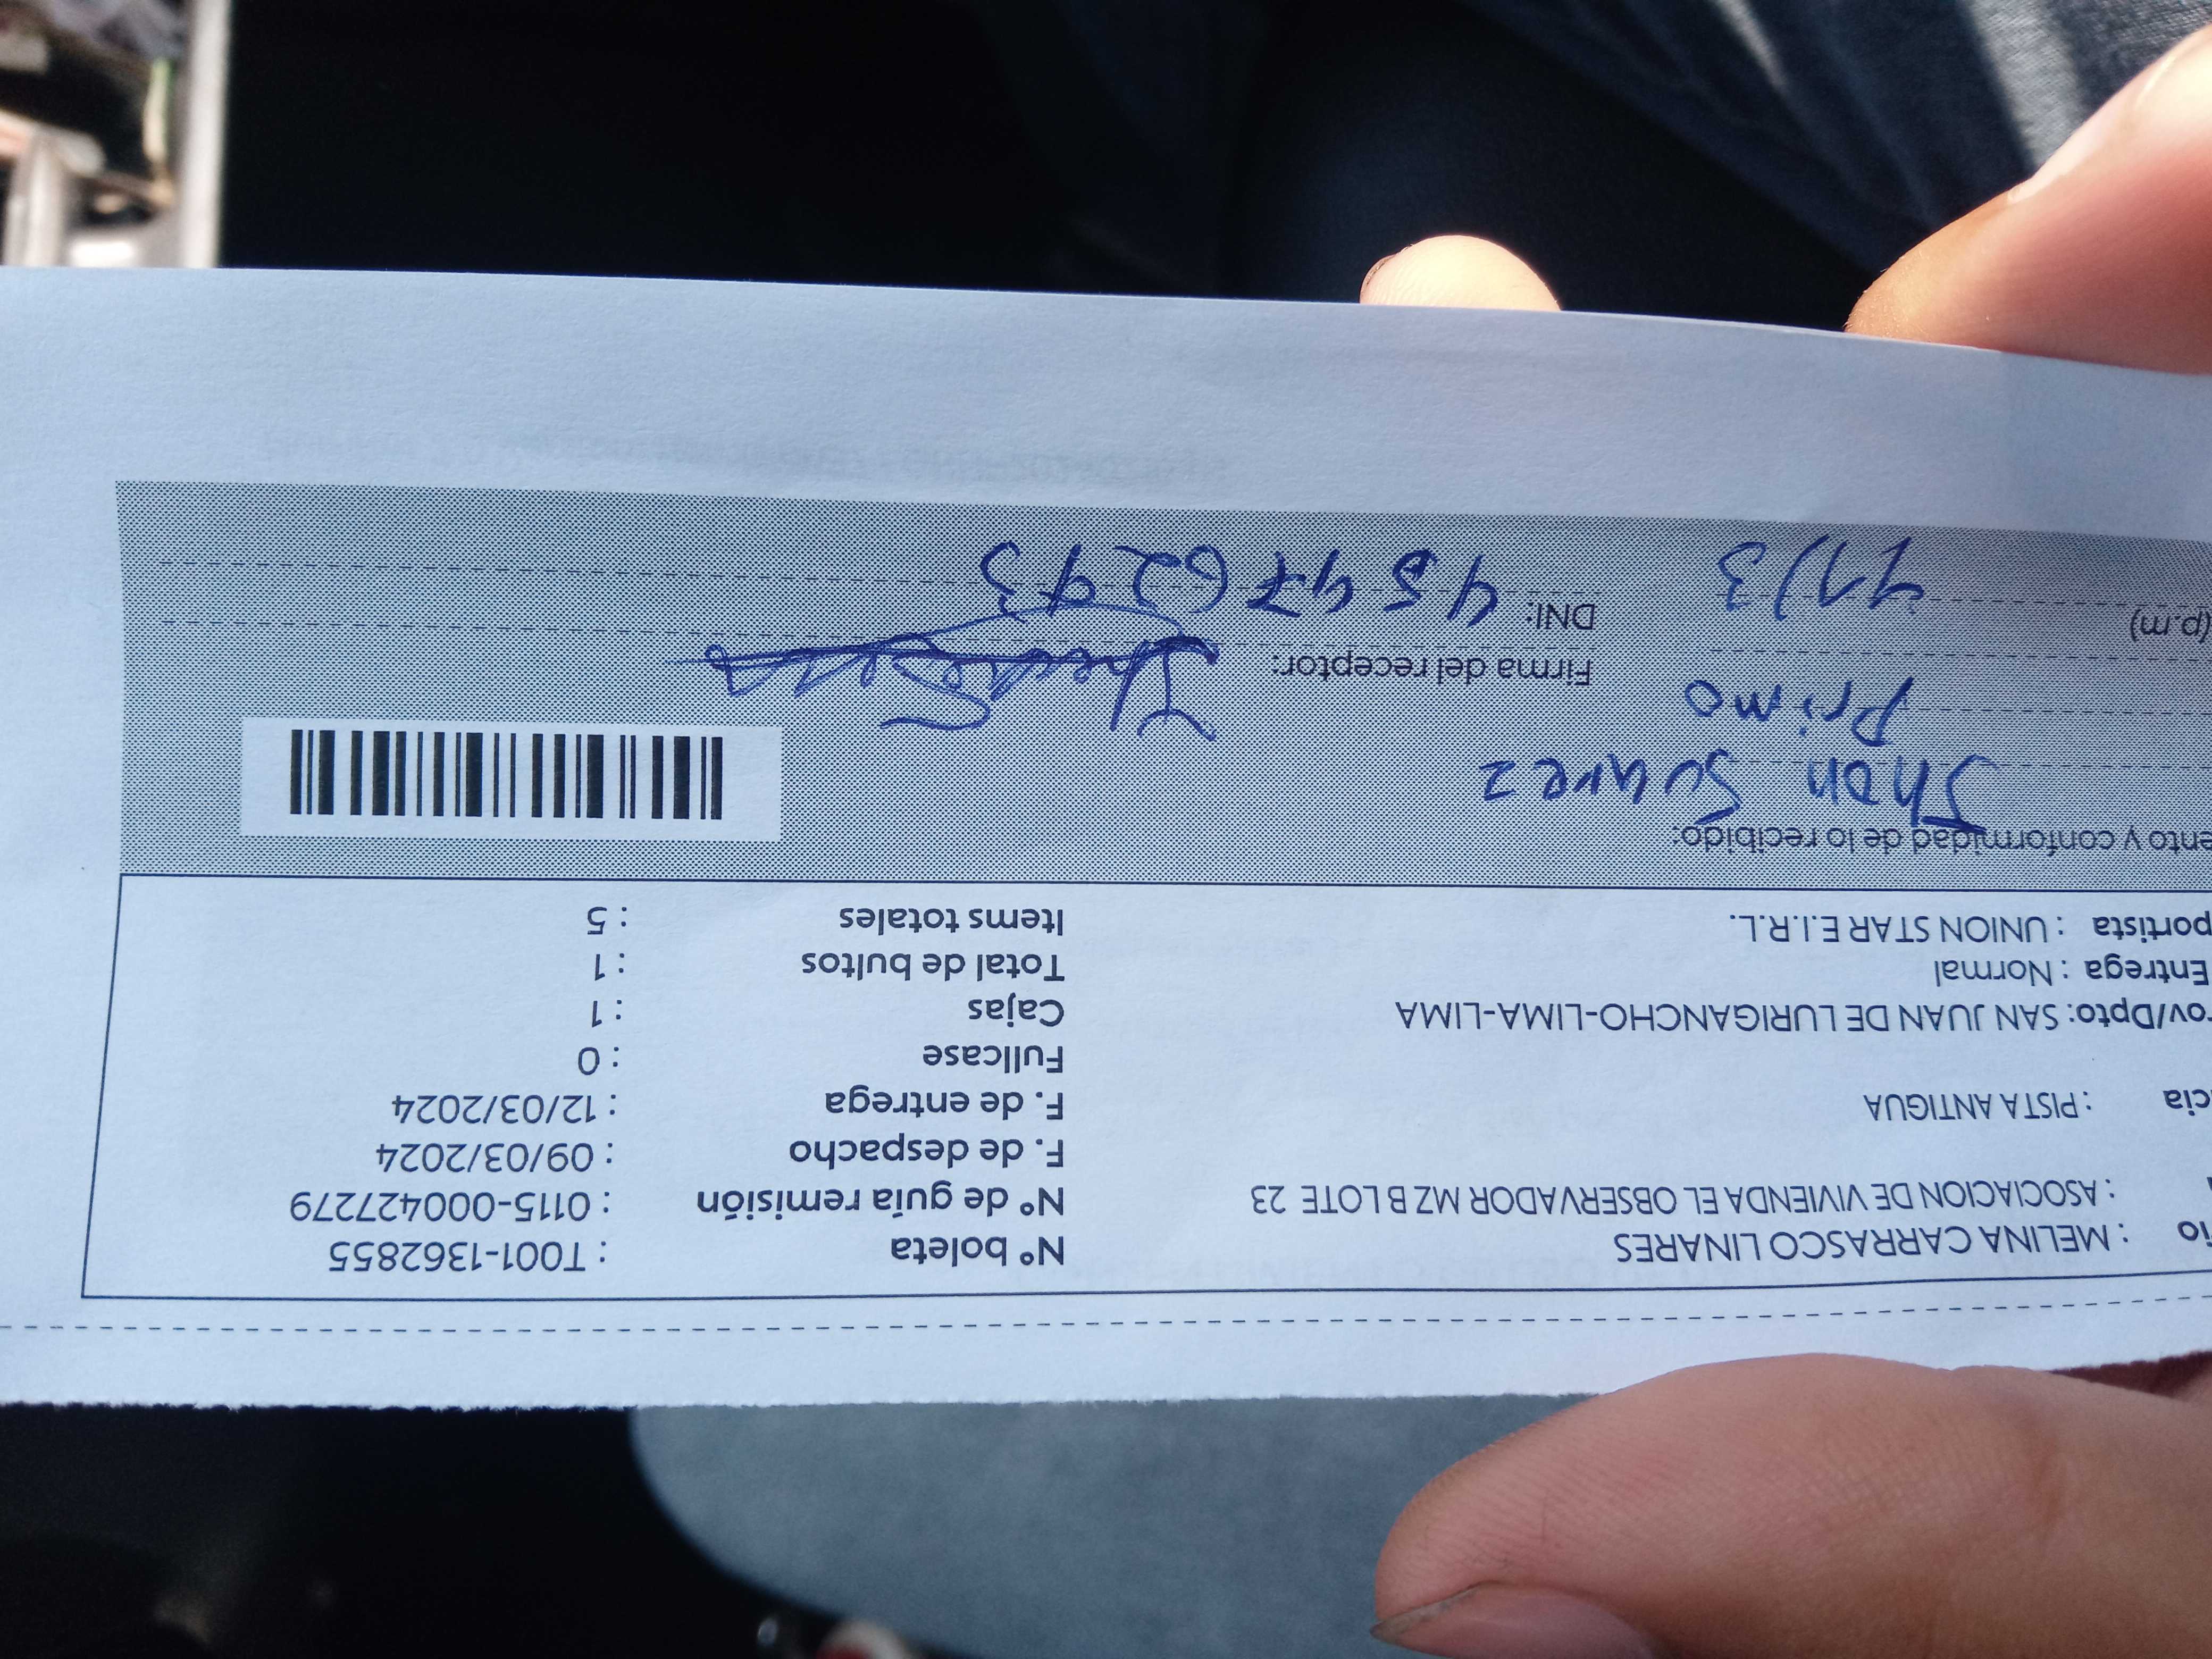 io : MELINA CARRASCO LINARES Nº boleta : T001-1362855
: ASOCIACION DE VIVIENDA EL OBSERVADOR MZ B LOTE 23 Nº de guía remisión : 0115-000427279
F. de despacho : 09/03/2024
cia : PISTA ANTIGUA F. de entrega : 12/03/2024
Fullcase : 0
rov/Dpto: SAN JUAN DE LURIGANCHO-LIMA-LIMA Cajas : 1
Entrega : Normal Total de bultos : 1
portista : UNION STAR E.I.R.L. Items totales : 5
ento y conformidad de lo recibido:
Jhon Suarez
Primo
Firma del receptor:
(p.m) 11/3 DNI: